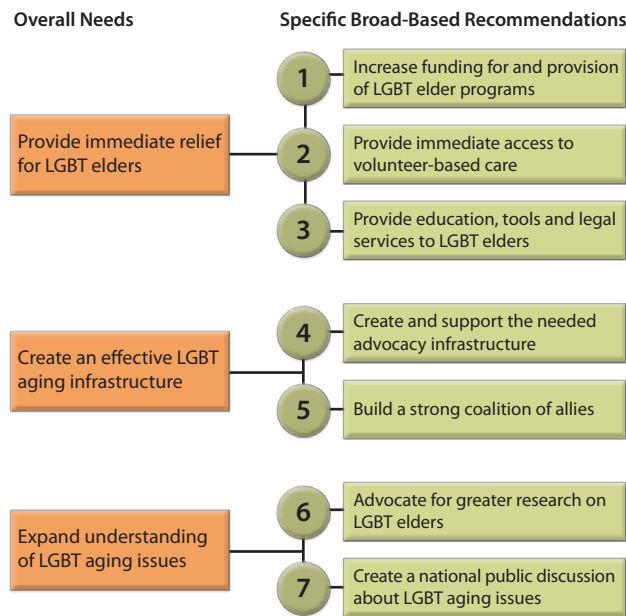 Overall Needs
Specific Broad-Based Recommendations
1
Increase funding for and provision
of LGBT elder programs
Provide immediate relief
for LGBT elders
2
Provide immediate access to
volunteer-based care
3
Provide education, tools and legal
services to LGBT elders
4
Create and support the needed
advocacy infrastructure
Create an effective LGBT
aging infrastructure
5
Build a strong coalition of allies
6
Advocate for greater research on
LGBT elders
Expand understanding
of LGBT aging issues
7
Create a national public discussion
about LGBT aging issues